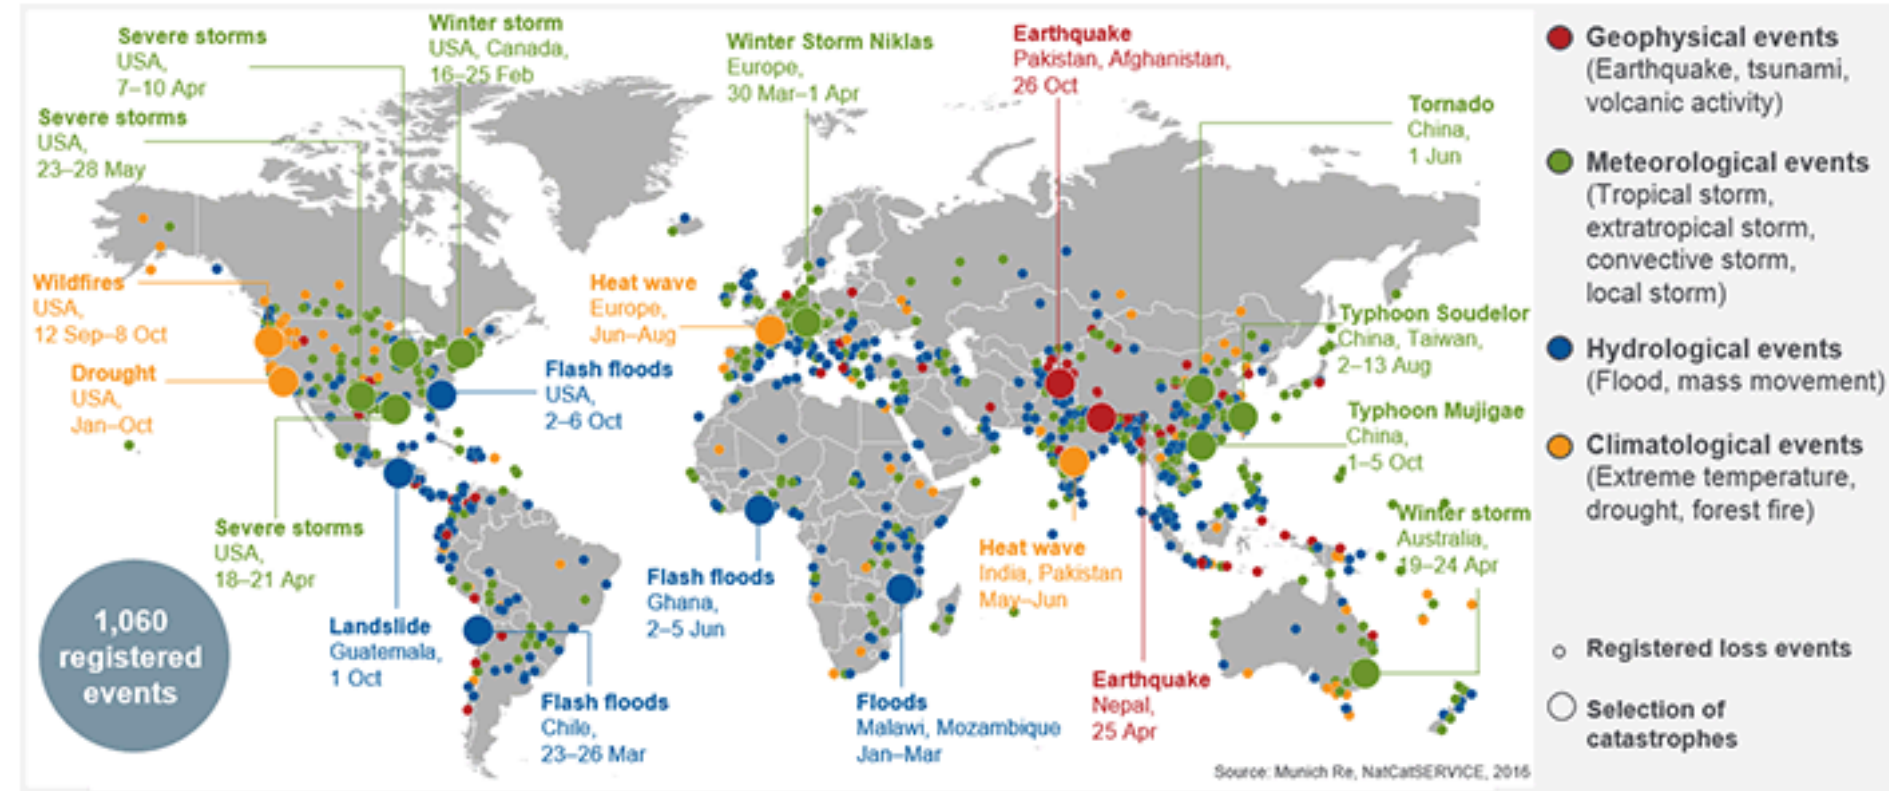 Severe storms
USA,
7–10 Apr
Winter storm
USA, Canada,
16–25 Feb
Winter Storm Niklas
Europe,
30 Mar–1 Apr
Earthquake
Pakistan, Afghanistan,
26 Oct
Tornado
China,
1 Jun
Severe storms
USA,
23–28 May
Wildfires
USA,
12 Sep–8 Oct
Heat wave
Europe,
Jun–Aug
Typhoon Soudelor
China, Taiwan,
2–13 Aug
Drought
USA,
Jan–Oct
Flash floods
USA,
2–6 Oct
Typhoon Mujigae
China,
1–5 Oct
Severe storms
USA,
18–21 Apr
Winter storm
Australia,
19–24 Apr
Heat wave
India, Pakistan
May–Jun
Flash floods
Ghana,
2–5 Jun
Landslide
Guatemala,
1 Oct
Flash floods
Chile,
23–26 Mar
Floods
Malawi, Mozambique
Jan–Mar
Earthquake
Nepal,
25 Apr
1,060
registered
events
Source: Munich Re, NatCatSERVICE, 2016
Geophysical events
(Earthquake, tsunami,
volcanic activity)
Meteorological events
(Tropical storm,
extratropical storm,
convective storm,
local storm)
Hydrological events
(Flood, mass movement)
Climatological events
(Extreme temperature,
drought, forest fire)
Registered loss events
Selection of
catastrophes